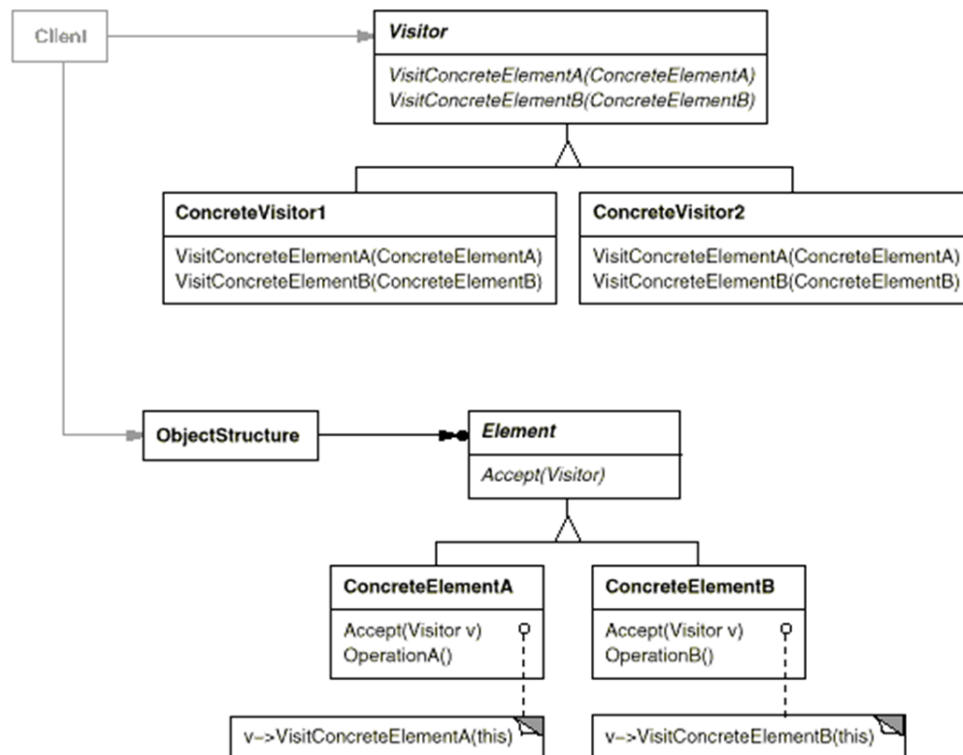 Client
Visitor
VisitConcreteElementA(ConcreteElementA)
VisitConcreteElementB(ConcreteElementB)
ConcreteVisitor1
VisitConcreteElementA(ConcreteElementA)
VisitConcreteElementB(ConcreteElementB)
ConcreteVisitor2
VisitConcreteElementA(ConcreteElementA)
VisitConcreteElementB(ConcreteElementB)
ObjectStructure
Element
Accept(Visitor)
ConcreteElementA
Accept(Visitor v)
OperationA()
ConcreteElementB
Accept(Visitor v)
OperationB()
v->VisitConcreteElementA(this)
v->VisitConcreteElementB(this)